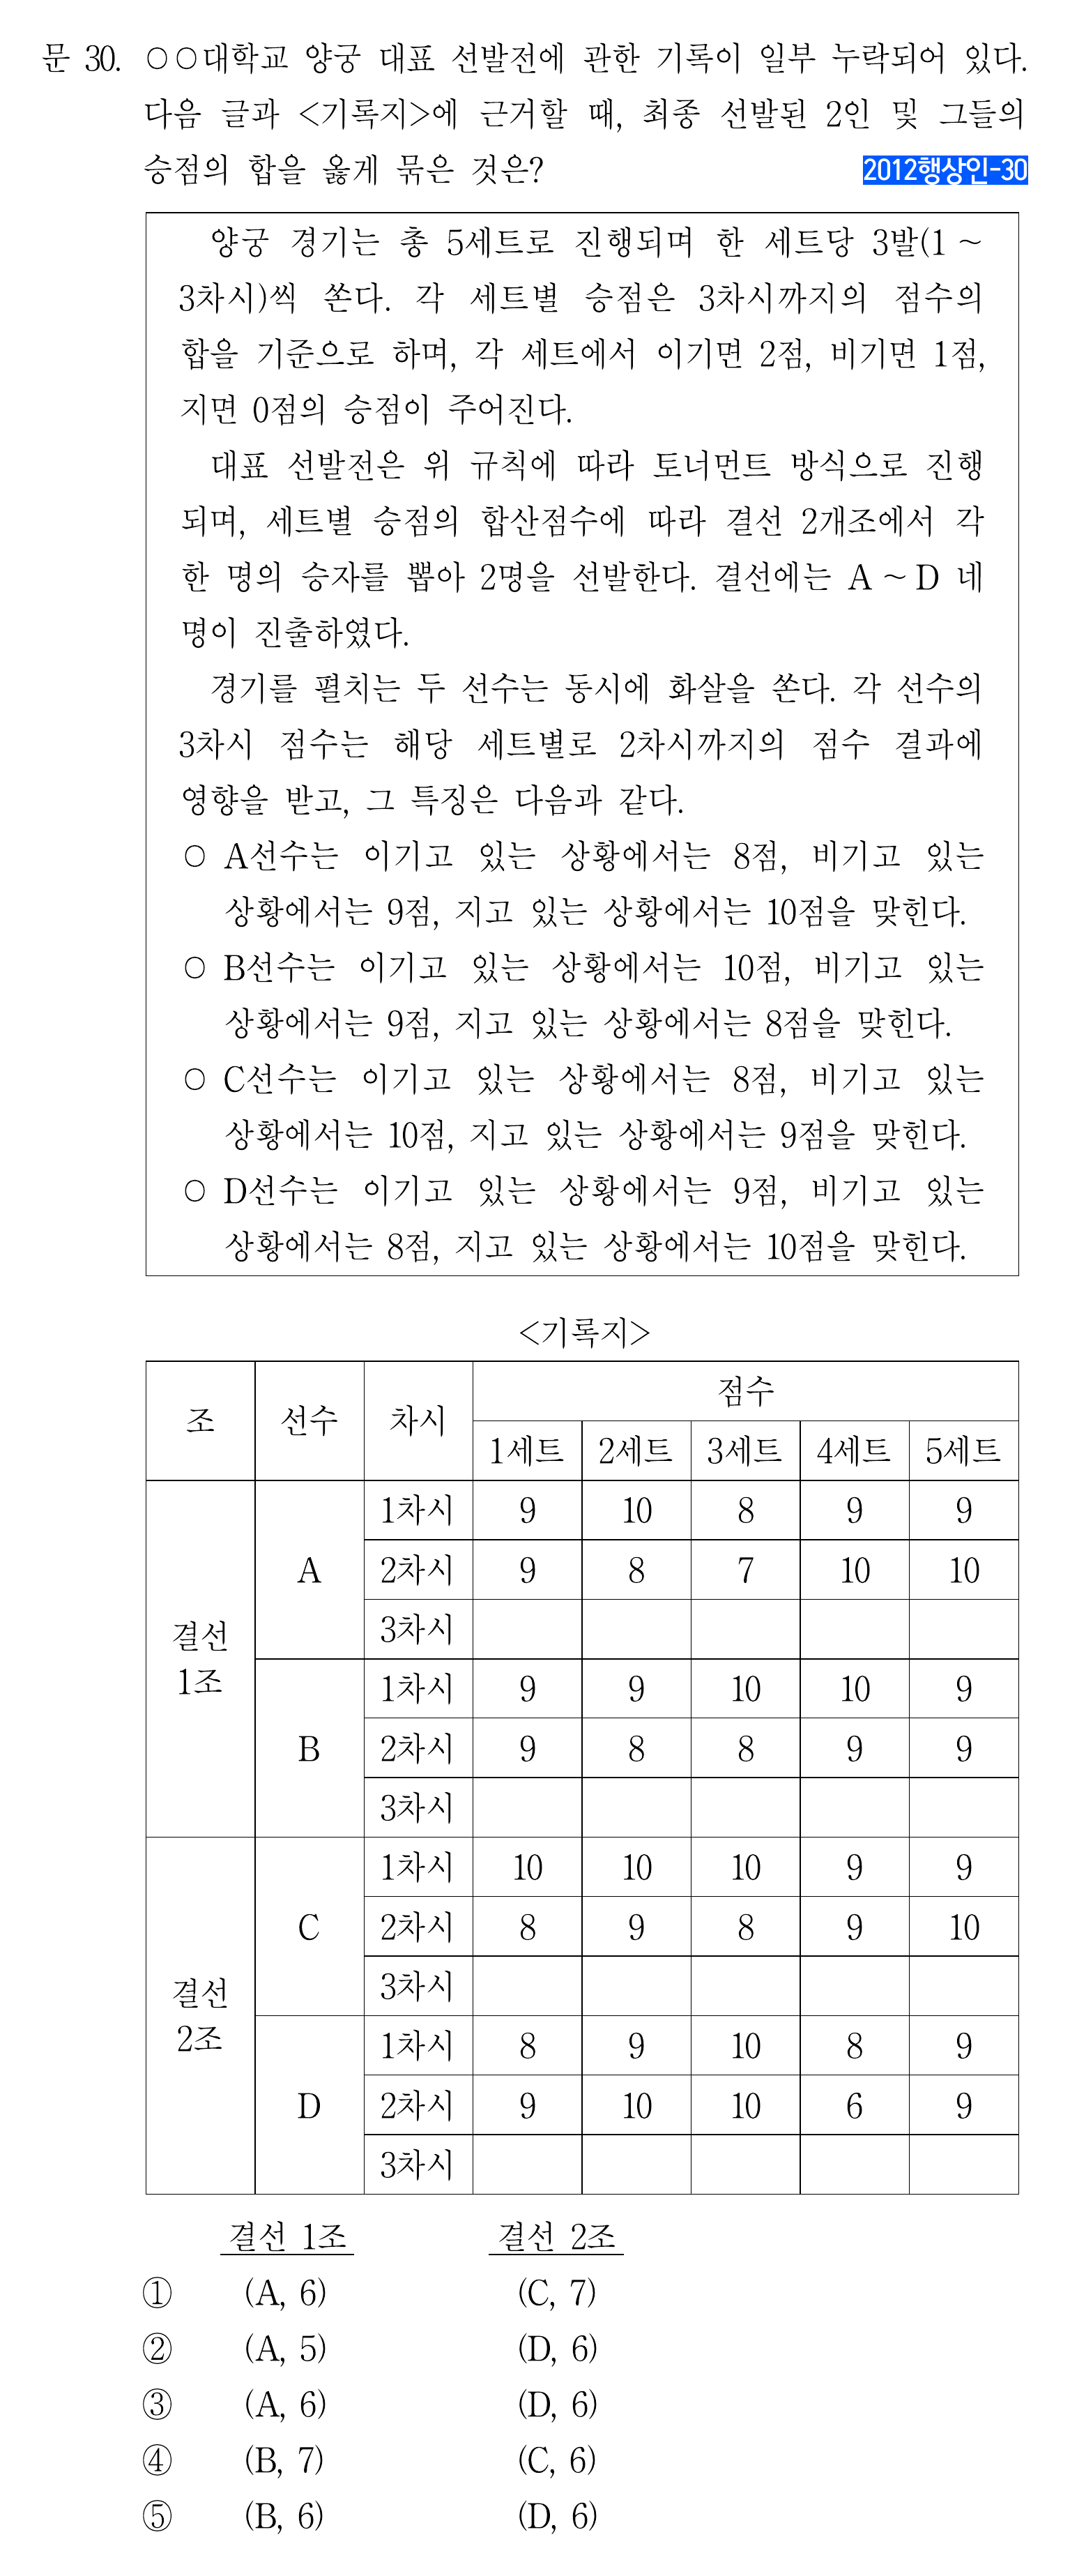 문 30. ○○대학교 양궁 대표 선발전에 관한 기록이 일부 누락되어 있다.
다음 글과 <기록지>에 근거할 때, 최종 선발된 2인 및 그들의
승점의 합을 옳게 묶은 것은?
2012행상인-30
양궁 경기는 총 5세트로 진행되며 한 세트당 3발(1 ~
3차시)씩 쏜다. 각 세트별 승점은 3차시까지의 점수의
합을 기준으로 하며, 각 세트에서 이기면 2점, 비기면 1점,
지면 0점의 승점이 주어진다.
대표 선발전은 위 규칙에 따라 토너먼트 방식으로 진행
되며, 세트별 승점의 합산점수에 따라 결선 2개조에서 각
한 명의 승자를 뽑아 2명을 선발한다. 결선에는 A ~ D 네
명이 진출하였다.
경기를 펼치는 두 선수는 동시에 화살을 쏜다. 각 선수의
3차시 점수는 해당 세트별로 2차시까지의 점수 결과에
영향을 받고, 그 특징은 다음과 같다.
○ A선수는 이기고 있는 상황에서는 8점, 비기고 있는
상황에서는 9점, 지고 있는 상황에서는 10점을 맞힌다.
○ B선수는 이기고 있는 상황에서는 10점, 비기고 있는
상황에서는 9점, 지고 있는 상황에서는 8점을 맞힌다.
○ C선수는 이기고 있는 상황에서는 8점, 비기고 있는
상황에서는 10점, 지고 있는 상황에서는 9점을 맞힌다.
○ D선수는 이기고 있는 상황에서는 9점, 비기고 있는
상황에서는 8점, 지고 있는 상황에서는 10점을 맞힌다.
<기록지>
조 선수 차시 점수
1세트 2세트 3세트 4세트 5세트
결선 1조 A 1차시 9 10 8 9 9
2차시 9 8 7 10 10
3차시
B 1차시 9 9 10 10 9
2차시 9 8 8 9 9
3차시
결선 2조 C 1차시 10 10 10 9 9
2차시 8 9 8 9 10
3차시
D 1차시 8 9 10 8 9
2차시 9 10 10 6 9
3차시
결선 1조 결선 2조
① (A, 6) (C, 7)
② (A, 5) (D, 6)
③ (A, 6) (D, 6)
④ (B, 7) (C, 6)
⑤ (B, 6) (D, 6)